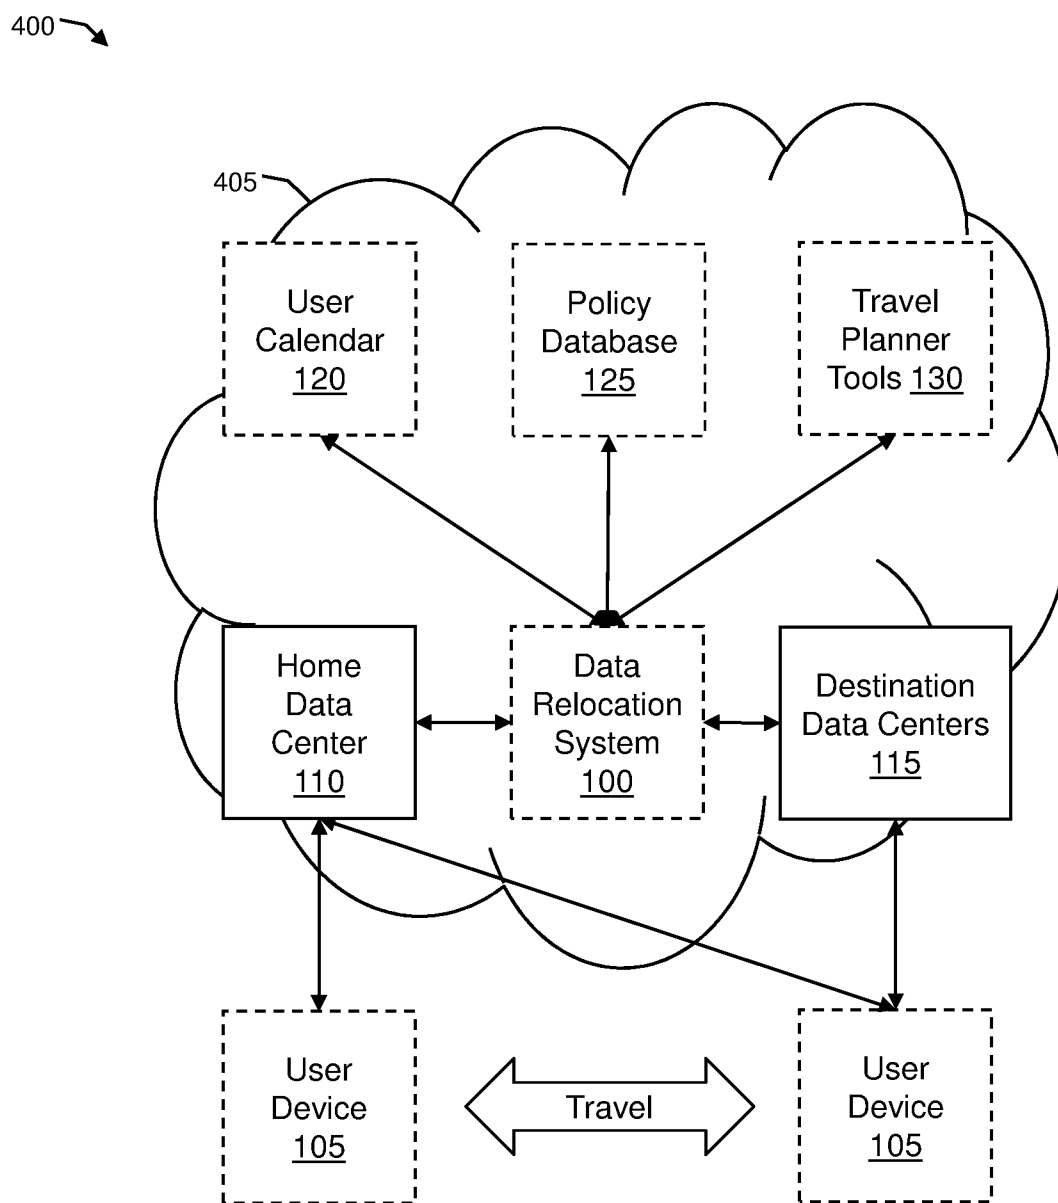 400
405
User
Calendar
120
Policy
Database
125
Travel
Planner
Tools 130
Home
Data
Center
110
Data
Relocation
System
100
Destination
Data Centers
115
User
Device
105
Travel
User
Device
105